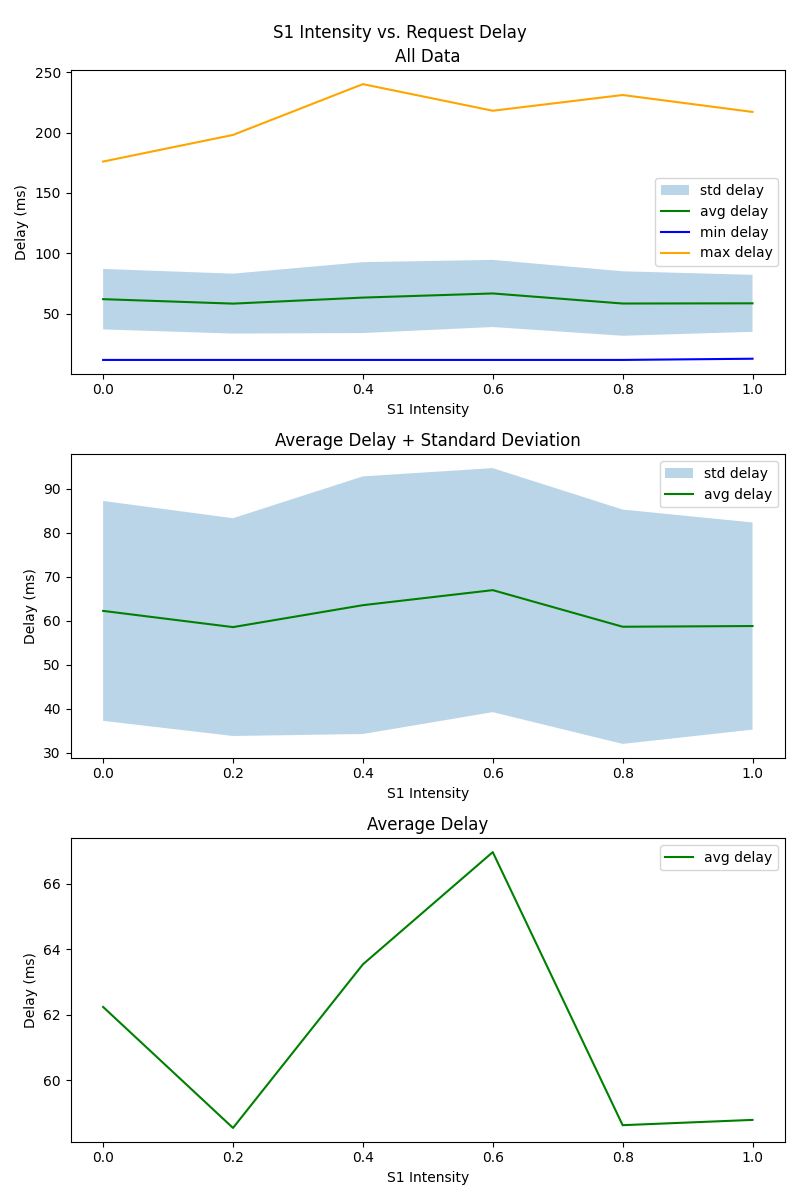 S1 Intensity vs. Request Delay
All Data
250
200
150
100
50
Delay (ms)
std delay
avg delay
min delay
max delay
0.0 0.2 0.4 0.6 0.8 1.0
S1 Intensity
Average Delay + Standard Deviation
90
80
70
60
50
40
30
Delay (ms)
std delay
avg delay
0.0 0.2 0.4 0.6 0.8 1.0
S1 Intensity
Average Delay
66
64
62
60
Delay (ms)
avg delay
0.0 0.2 0.4 0.6 0.8 1.0
S1 Intensity